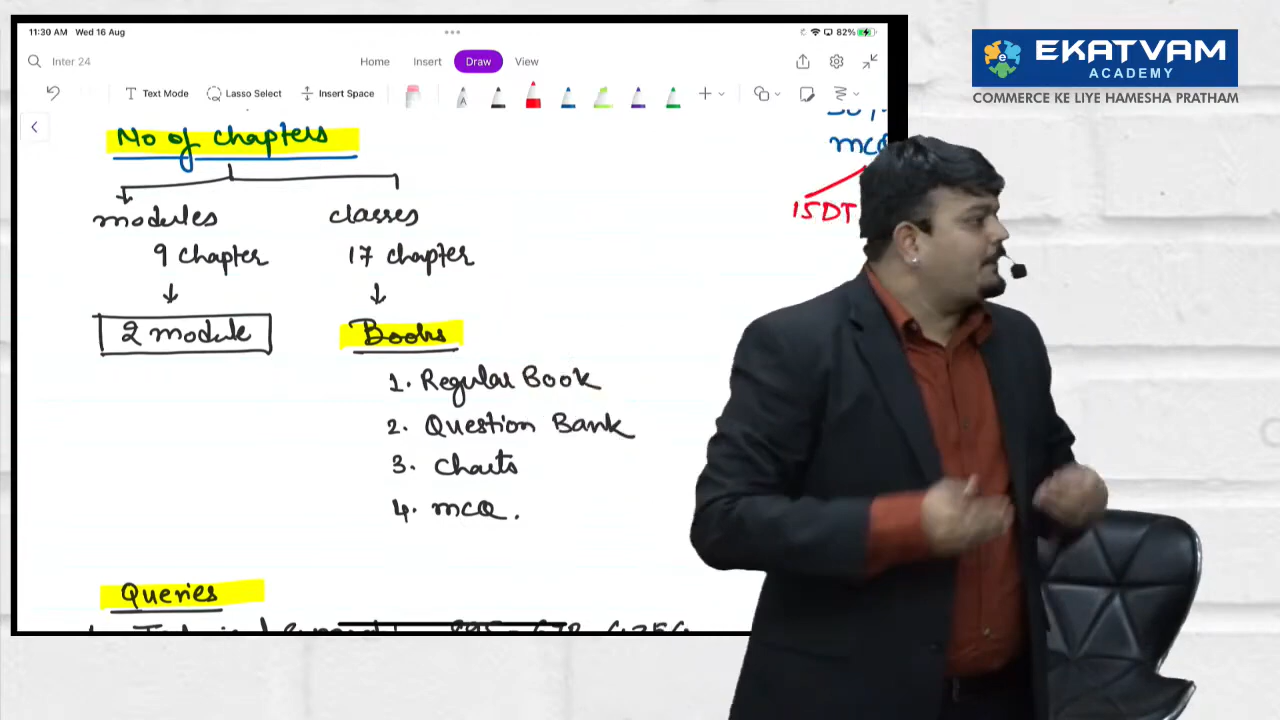 11:30 AM Wed 16 Aug
82%
EKATVAM
ACADEMY
COMMERCE KE LIYE HAMESHA PRATHAM
Inter 24
Home Insert Draw View
Text Mode Lasso Select Insert Space
No of chapters
mcQ
15DT
modules classes
9 chapter 17 chapter
2 module Books
1. Regular Book
2. Question Bank
3. Charts
4. mcQ.
Queries